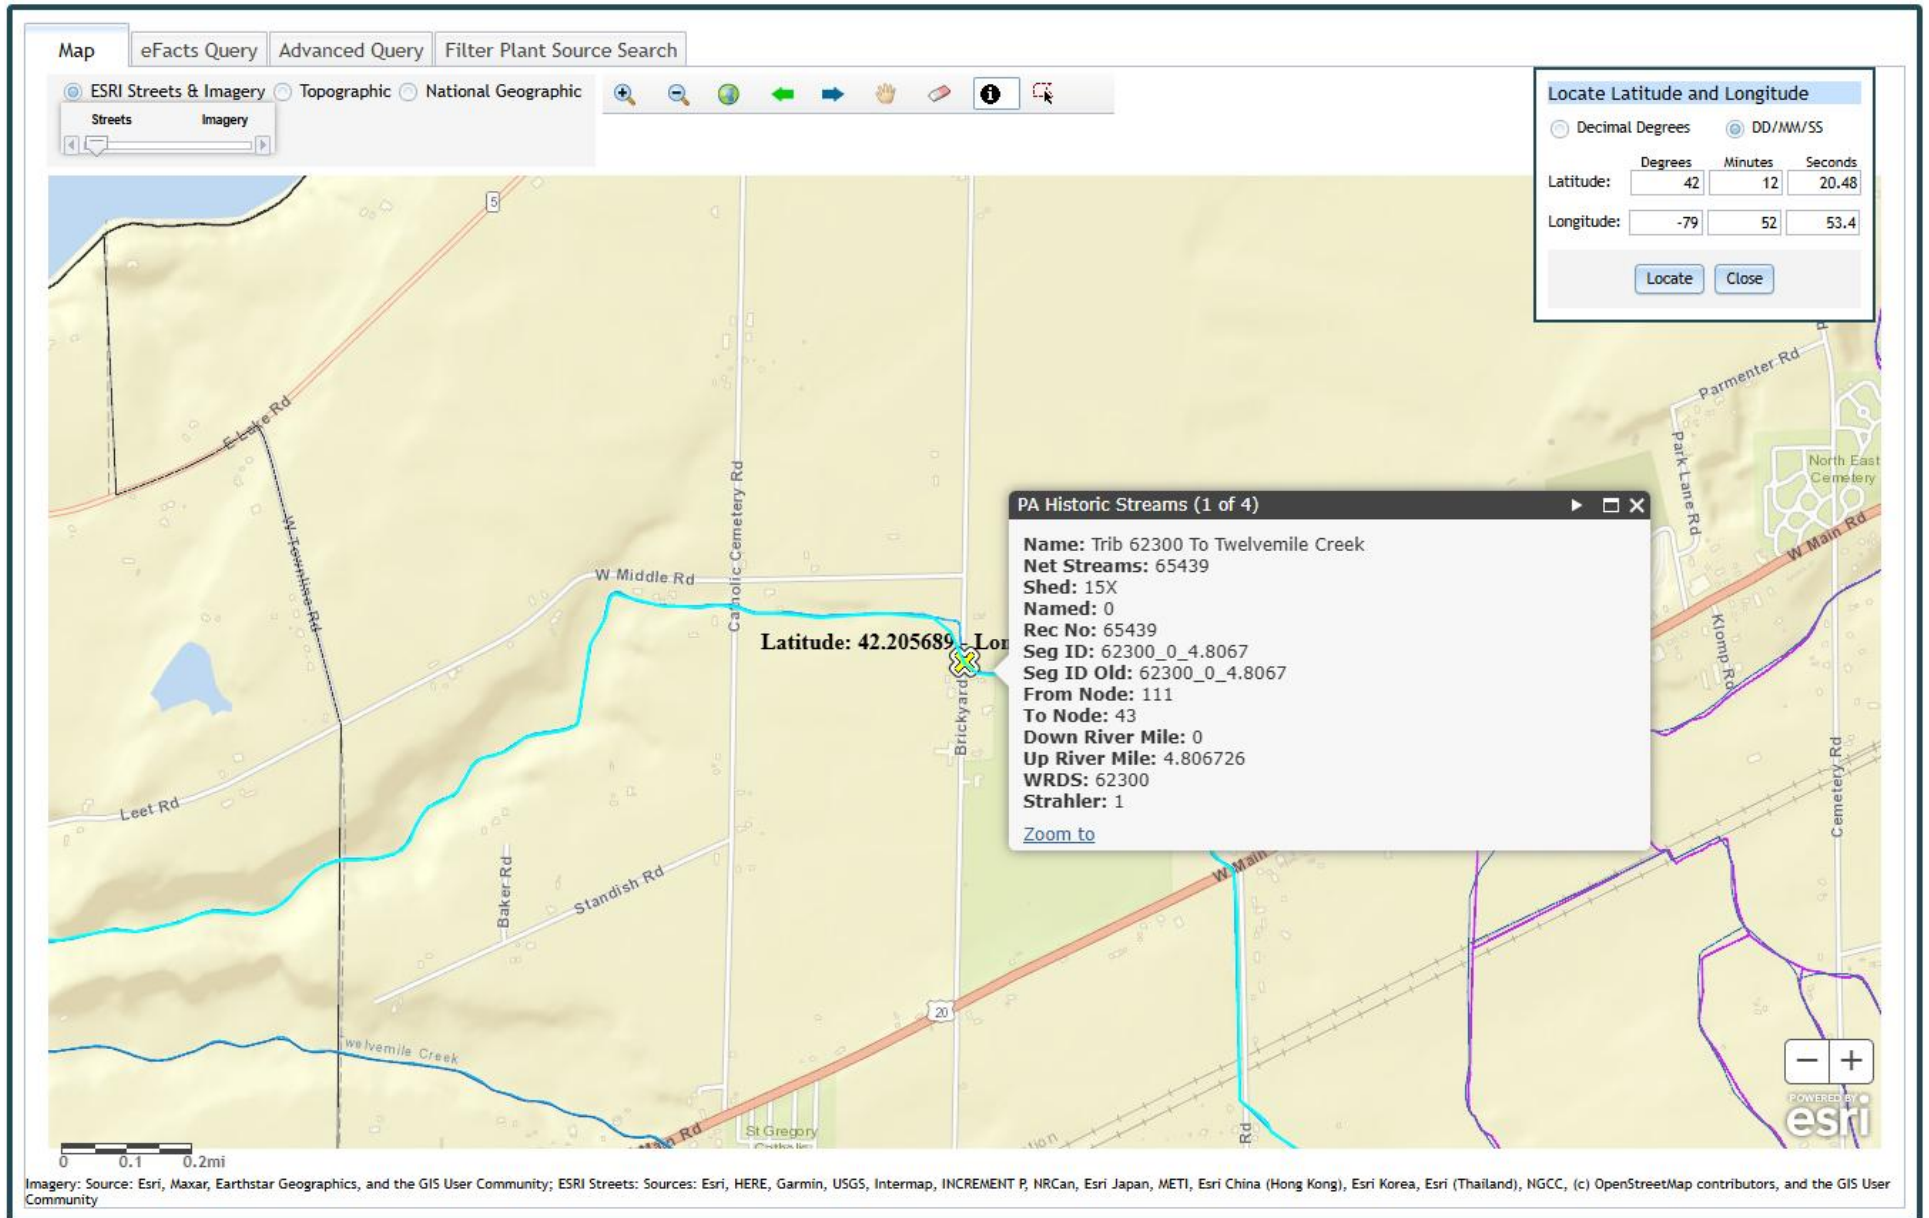 Map
eFacts Query
Advanced Query
Filter Plant Source Search
ESRI Streets & Imagery
Topographic
National Geographic
Streets
Imagery
Locate Latitude and Longitude
Decimal Degrees
DD/MM/SS
Degrees Minutes Seconds
Latitude: 42 12 20.48
Longitude: -79 52 53.4
Locate
Close
5
E Lake Rd
W Townline Rd
Catholic Cemetery Rd
W Middle Rd
Parmenter Rd
Park Lane Rd
North East
Cemetery
W Main Rd
Klomp Rd
Latitude: 42.205689 - Lon
Brickyard
PA Historic Streams (1 of 4)
Name: Trib 62300 To Twelvemile Creek
Net Streams: 65439
Shed: 15X
Named: 0
Rec No: 65439
Seg ID: 62300_0_4.8067
Seg ID Old: 62300_0_4.8067
From Node: 111
To Node: 43
Down River Mile: 0
Up River Mile: 4.806726
WRDS: 62300
Strahler: 1
Zoom to
Leet Rd
Baker Rd
Standish Rd
W Main
Cemetery Rd
20
welvemile Creek
Main Rd
St Gregory
Rd
0 0.1 0.2mi
POWERED BY
esri
Imagery: Source: Esri, Maxar, Earthstar Geographics, and the GIS User Community; ESRI Streets: Sources: Esri, HERE, Garmin, USGS, Intermap, INCREMENT P, NRCan, Esri Japan, METI, Esri China (Hong Kong), Esri Korea, Esri (Thailand), NGCC, (c) OpenStreetMap contributors, and the GIS User
Community